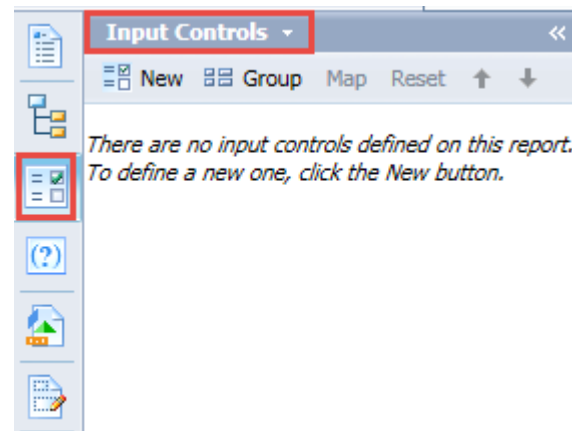 Input Controls
New Group Map Reset
There are no input controls defined on this report.
To define a new one, click the New button.
(?)